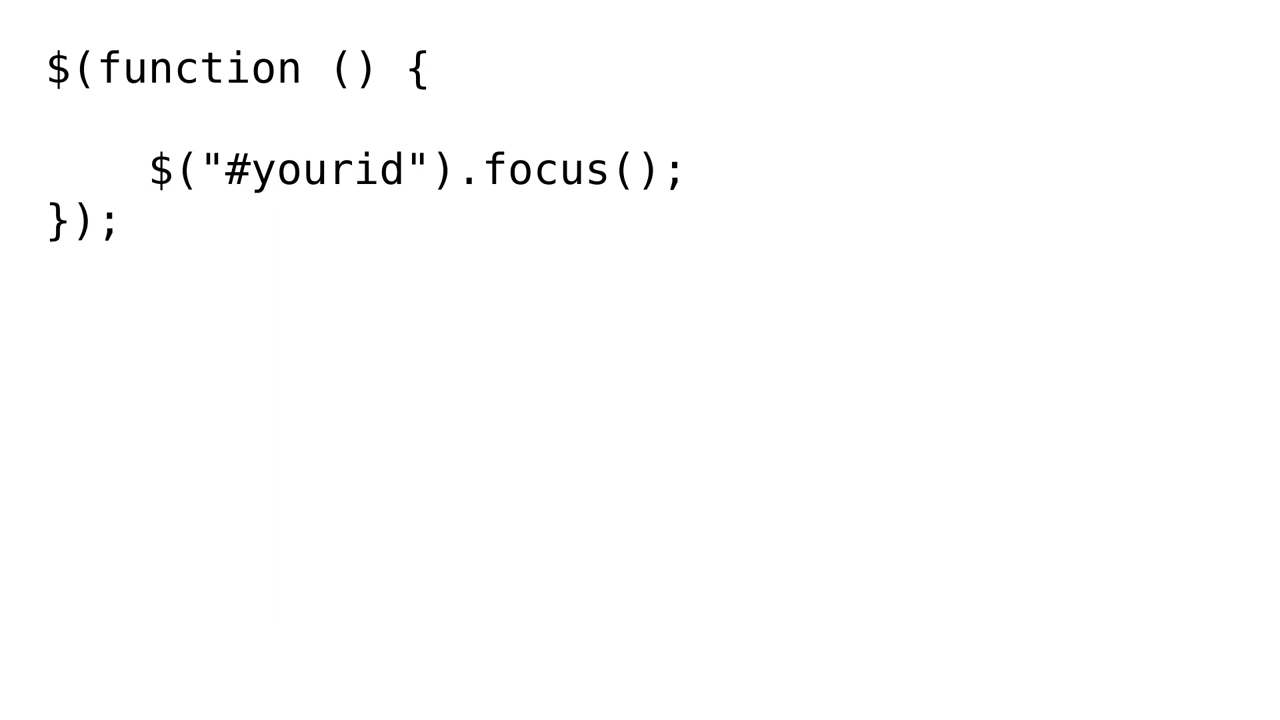 $(function () {

    $("#yourid").focus();
});